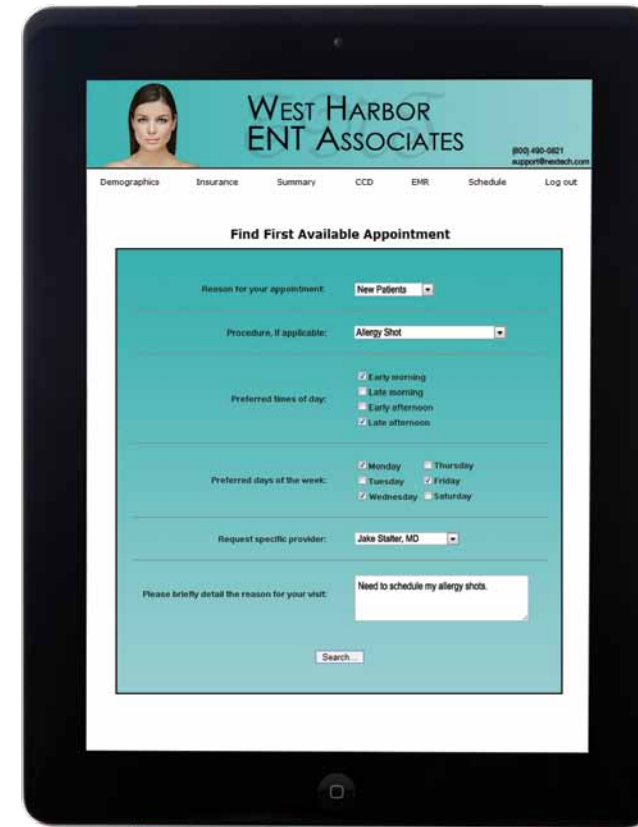 WEST HARBOR
ENT ASSOCIATES
(800) 490-0821
support@nextech.com
Demographics Insurance Summary CCD EMR Schedule Log out
Find First Available Appointment
Reason for your appointment: New Patients
Procedure, if applicable: Allergy Shot
Preferred times of day:
Early morning
Late morning
Early afternoon
Late afternoon
Preferred days of the week:
Monday Thursday
Tuesday Friday
Wednesday Saturday
Request specific provider: Jake Stalter, MD
Please briefly detail the reason for your visit: Need to schedule my allergy shots.
Search...